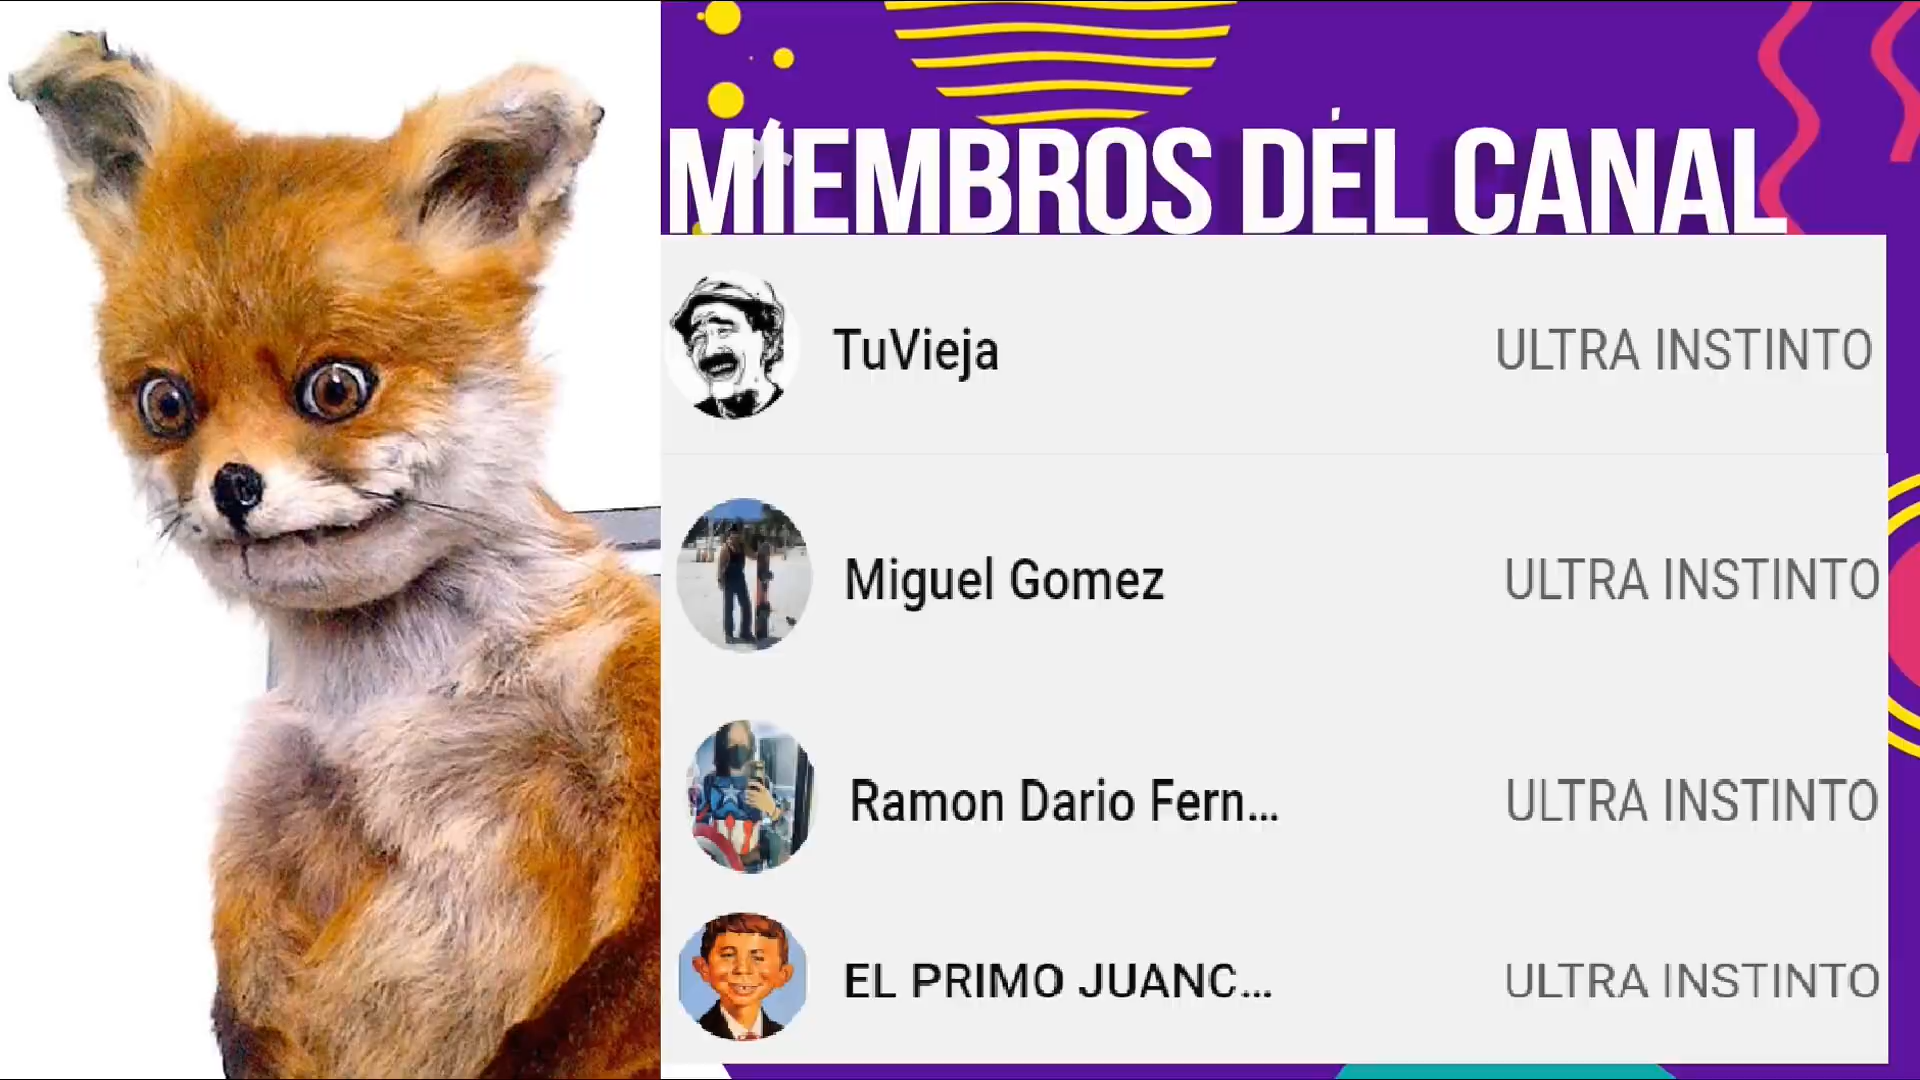 MIEMBROS DEL CANAL
TuVieja ULTRA INSTINTO
Miguel Gomez ULTRA INSTINTO
Ramon Dario Fern... ULTRA INSTINTO
EL PRIMO JUANC... ULTRA INSTINTO